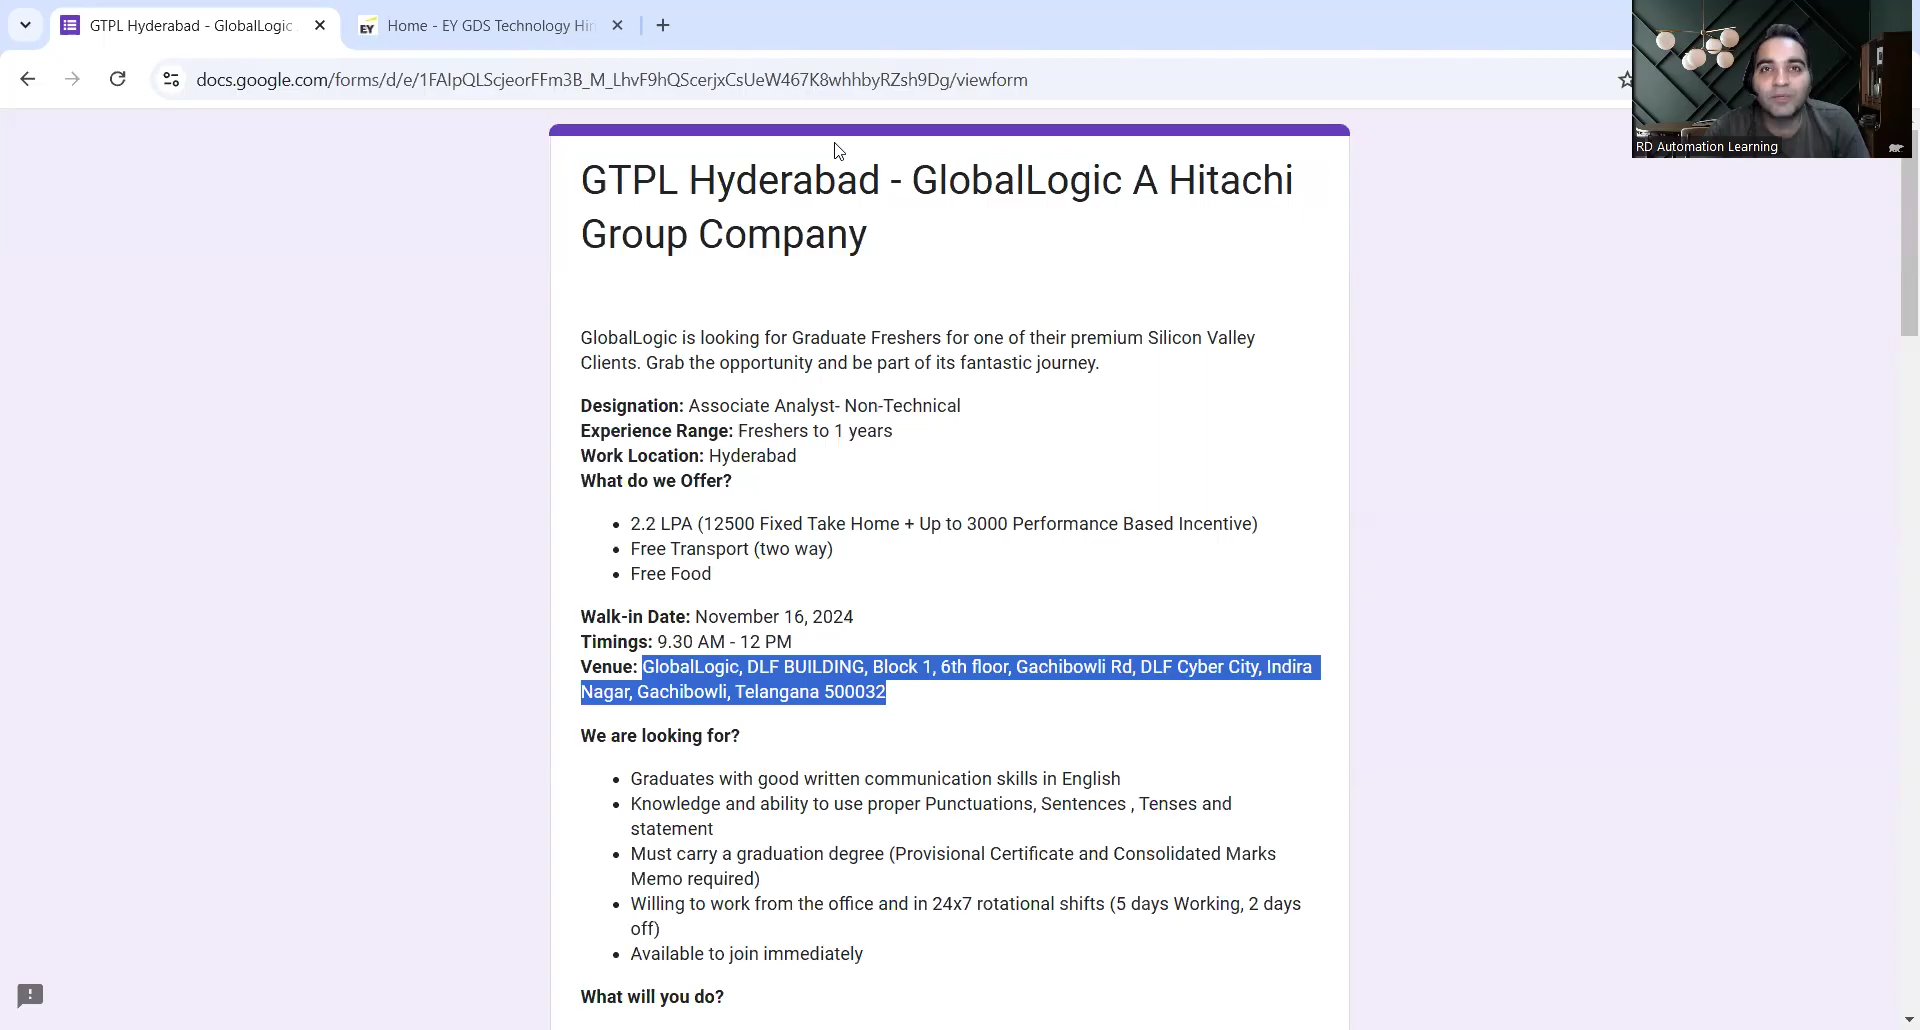 GTPL Hyderabad - GlobalLogic
Home - EY GDS Technology Hiri
EY
docs.google.com/forms/d/e/1FAIpQLScjeorFFm3B_M_LhvF9hQScerjxCsUeW467K8whhbyRZsh9Dg/viewform
RD Automation Learning
GTPL Hyderabad - GlobalLogic A Hitachi
Group Company
GlobalLogic is looking for Graduate Freshers for one of their premium Silicon Valley
Clients. Grab the opportunity and be part of its fantastic journey.
Designation: Associate Analyst- Non-Technical
Experience Range: Freshers to 1 years
Work Location: Hyderabad
What do we Offer?
• 2.2 LPA (12500 Fixed Take Home + Up to 3000 Performance Based Incentive)
• Free Transport (two way)
• Free Food
Walk-in Date: November 16, 2024
Timings: 9.30 AM - 12 PM
Venue: GlobalLogic, DLF BUILDING, Block 1, 6th floor, Gachibowli Rd, DLF Cyber City, Indira
Nagar, Gachibowli, Telangana 500032
We are looking for?
• Graduates with good written communication skills in English
• Knowledge and ability to use proper Punctuations, Sentences , Tenses and
statement
• Must carry a graduation degree (Provisional Certificate and Consolidated Marks
Memo required)
• Willing to work from the office and in 24x7 rotational shifts (5 days Working, 2 days
off)
• Available to join immediately
What will you do?